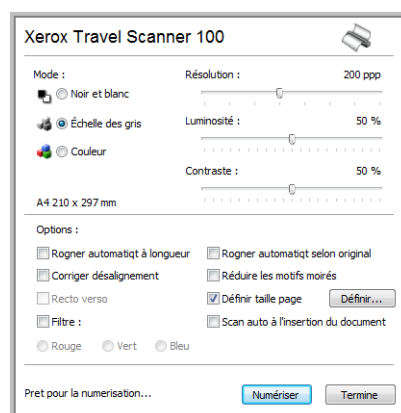 Xerox Travel Scanner 100
Mode : Résolution : 200 ppp
Noir et blanc
Échelle des gris Luminosité : 50 %
Couleur
Contraste : 50 %
A4 210 x 297 mm
Options :
Rogner automatiqt à longueur Rogner automatiqt selon original
Corriger désalignement Réduire les motifs moirés
Recto verso Définir taille page Définir...
Filtre : Scan auto à l'insertion du document
Rouge Vert Bleu
Pret pour la numerisation... Numériser Termine